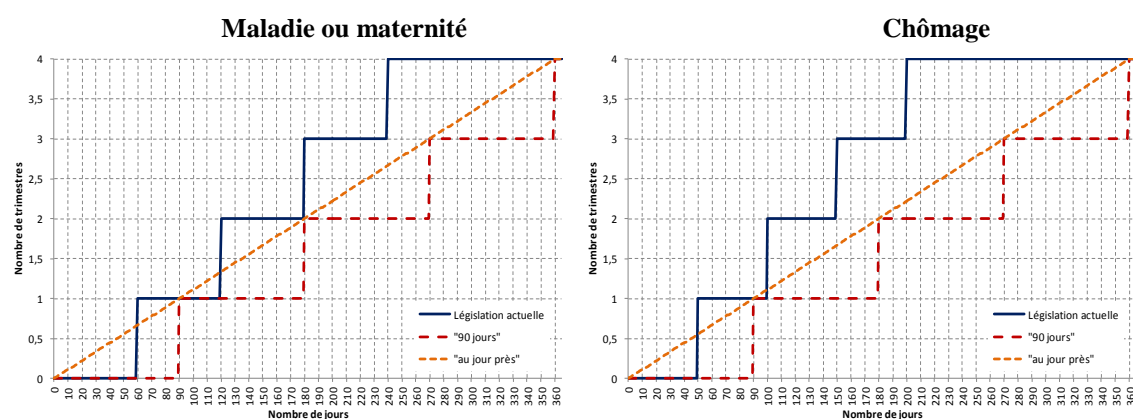 Maladie ou maternité
Nombre de trimestres
4
3,5
3
2,5
2
1,5
1
0,5
0
0 10 20 30 40 50 60 70 80 90 100 110 120 130 140 150 160 170 180 190 200 210 220 230 240 250 260 270 280 290 300 310 320 330 340 350 360
Nombre de jours
Législation actuelle
"90 jours"
"au jour près"
Chômage
Nombre de trimestres
4
3,5
3
2,5
2
1,5
1
0,5
0
0 10 20 30 40 50 60 70 80 90 100 110 120 130 140 150 160 170 180 190 200 210 220 230 240 250 260 270 280 290 300 310 320 330 340 350 360
Nombre de jours
Législation actuelle
"90 jours"
"au jour près"